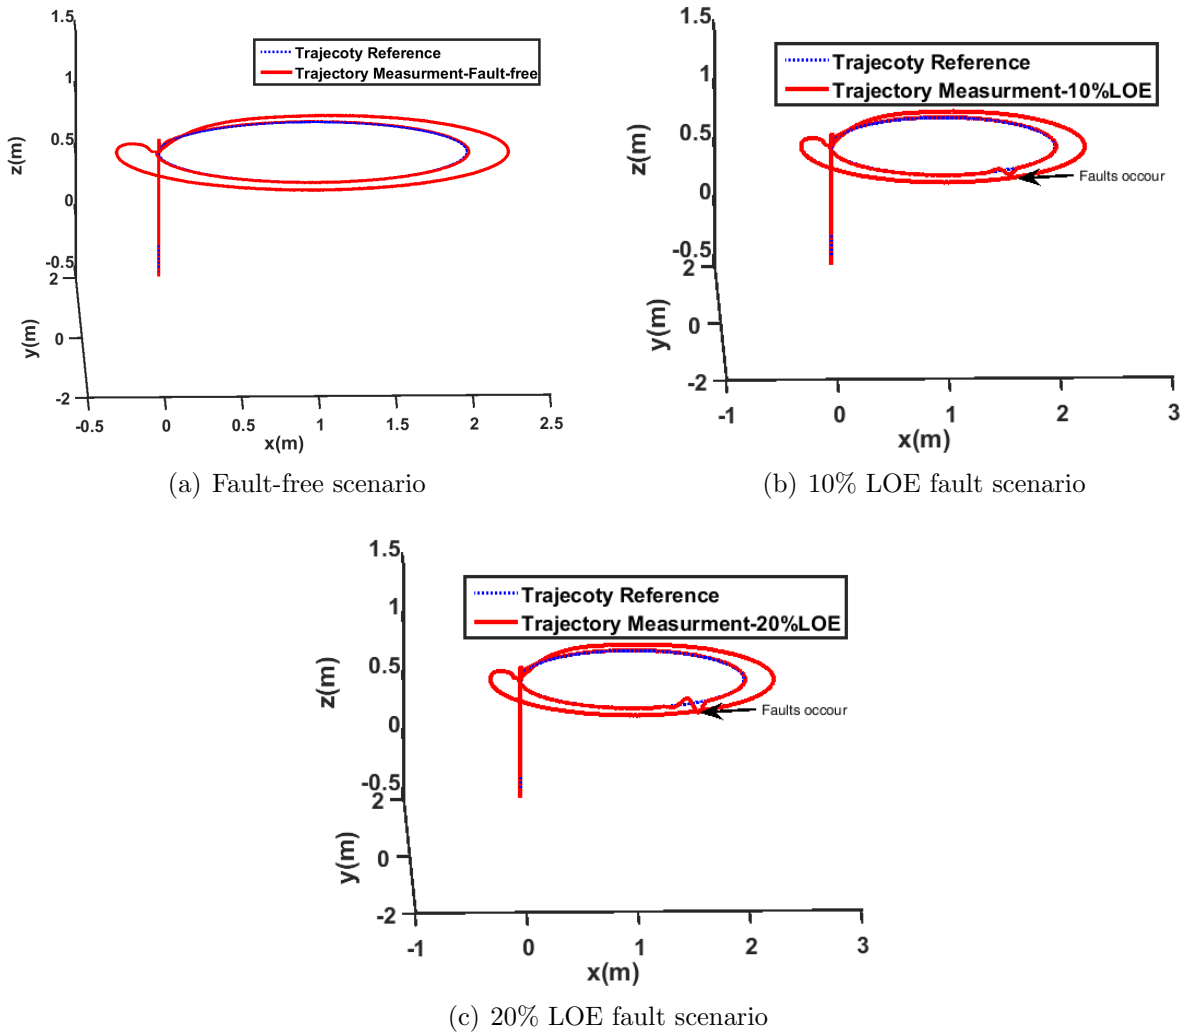 1.5
1
0.5
0
-0.5
z(m)
Trajecoty Reference
Trajectory Measurment-Fault-free
2
0
-2
y(m)
-0.5
0
0.5
1
1.5
2
2.5
x(m)
(a) Fault-free scenario
1.5
1
0.5
0
-0.5
z(m)
Trajecoty Reference
Trajectory Measurment-10%LOE
Faults occour
2
0
-2
y(m)
-1
0
1
2
3
x(m)
(b) 10% LOE fault scenario
1.5
1
0.5
0
-0.5
z(m)
Trajecoty Reference
Trajectory Measurment-20%LOE
Faults occour
2
0
-2
y(m)
-1
0
1
2
3
x(m)
(c) 20% LOE fault scenario